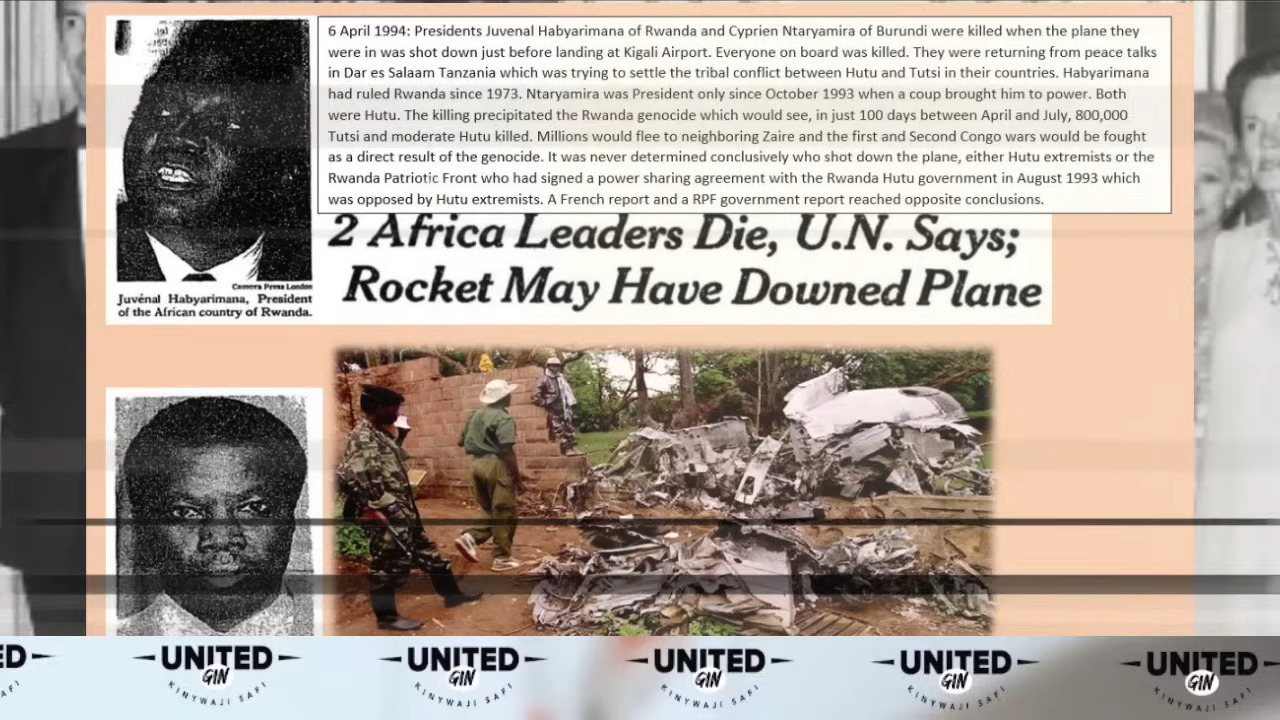 6 April 1994: Presidents Juvenal Habyarimana of Rwanda and Cyprien Ntaryamira of Burundi were killed when the plane they
were in was shot down just before landing at Kigali Airport. Everyone on board was killed. They were returning from peace talks
in Dar es Salaam Tanzania which was trying to settle the tribal conflict between Hutu and Tutsi in their countries. Habyarimana
had ruled Rwanda since 1973. Ntaryamira was President only since October 1993 when a coup brought him to power. Both
were Hutu. The killing precipitated the Rwanda genocide which would see, in just 100 days between April and July, 800,000
Tutsi and moderate Hutu killed. Millions would flee to neighboring Zaire and the first and Second Congo wars would be fought
as a direct result of the genocide. It was never determined conclusively who shot down the plane, either Hutu extremists or the
Rwanda Patriotic Front who had signed a power sharing agreement with the Rwanda Hutu government in August 1993 which
was opposed by Hutu extremists. A French report and a RPF government report reached opposite conclusions.
2 Africa Leaders Die, U.N. Says;
Rocket May Have Downed Plane
Camera Press London
Juvénal Habyarimana, President
of the African country of Rwanda.
ED UNITED UNITED UNITED UNITED UNITED
GIN GIN GIN GIN GIN
AFI KINYWAJI SAFI KINYWAJI SAFI KINYWAJI SAFI KINYWAJI SAFI KINYWAJI SAFI